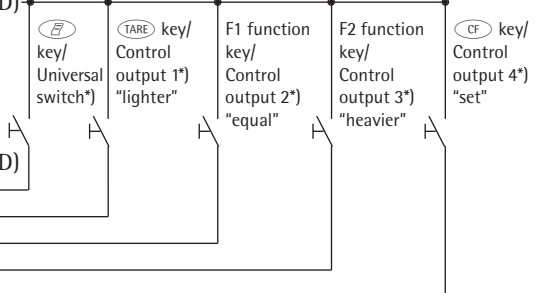 D)
key/
Universal
switch*)
TARE key/
Control
output 1*)
“lighter”
F1 function
key/
Control
output 2*)
“equal”
F2 function
key/
Control
output 3*)
“heavier”
CF key/
Control
output 4*)
“set”
D)